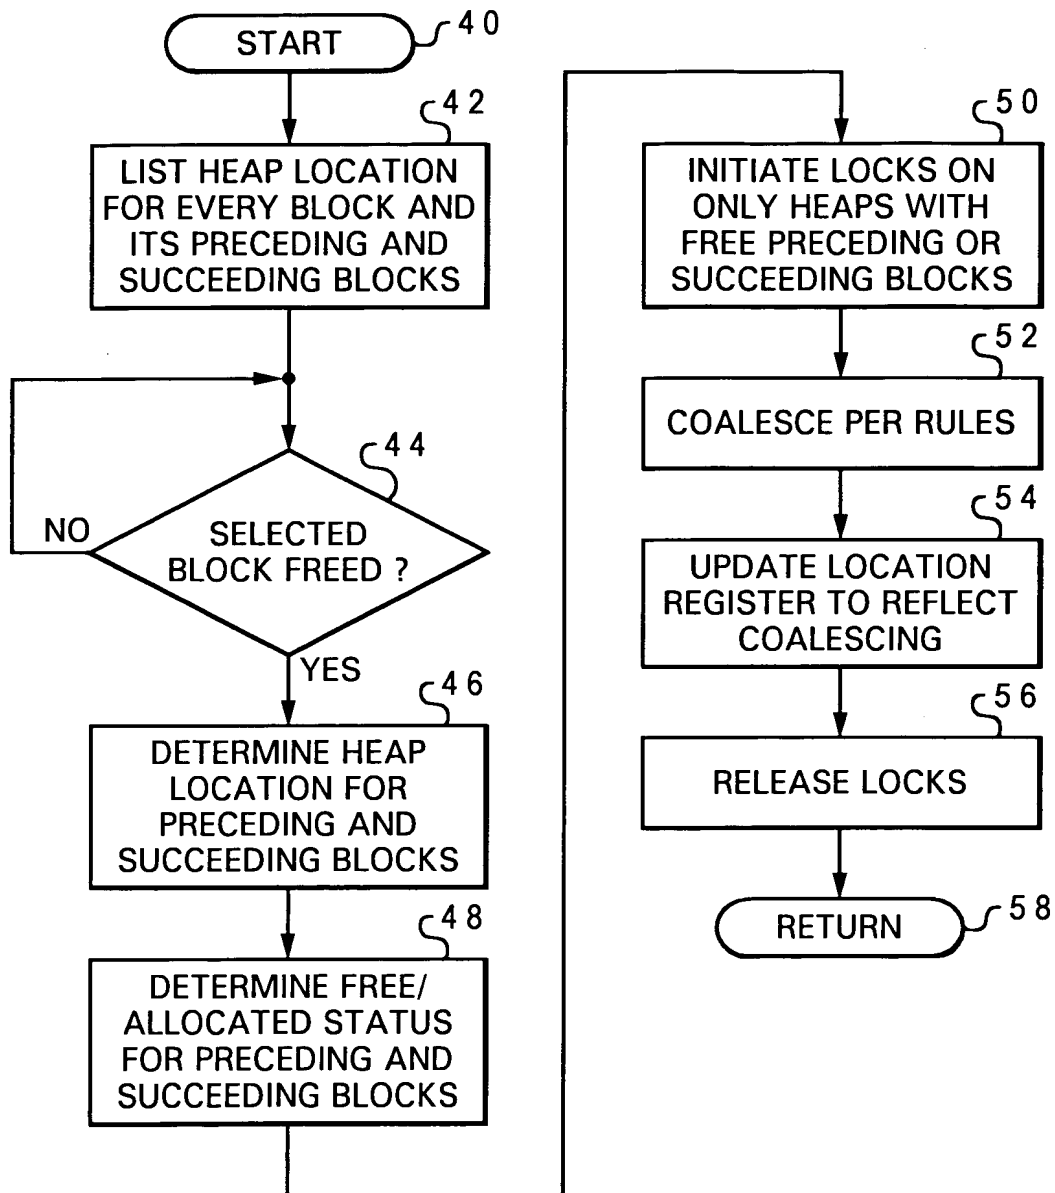 START
40
42
LIST HEAP LOCATION
FOR EVERY BLOCK AND
ITS PRECEDING AND
SUCCEEDING BLOCKS
44
SELECTED
BLOCK FREED ?
NO
YES
46
DETERMINE HEAP
LOCATION FOR
PRECEDING AND
SUCCEEDING BLOCKS
48
DETERMINE FREE/
ALLOCATED STATUS
FOR PRECEDING AND
SUCCEEDING BLOCKS
50
INITIATE LOCKS ON
ONLY HEAPS WITH
FREE PRECEDING OR
SUCCEEDING BLOCKS
52
COALESCE PER RULES
54
UPDATE LOCATION
REGISTER TO REFLECT
COALESCING
56
RELEASE LOCKS
RETURN
58